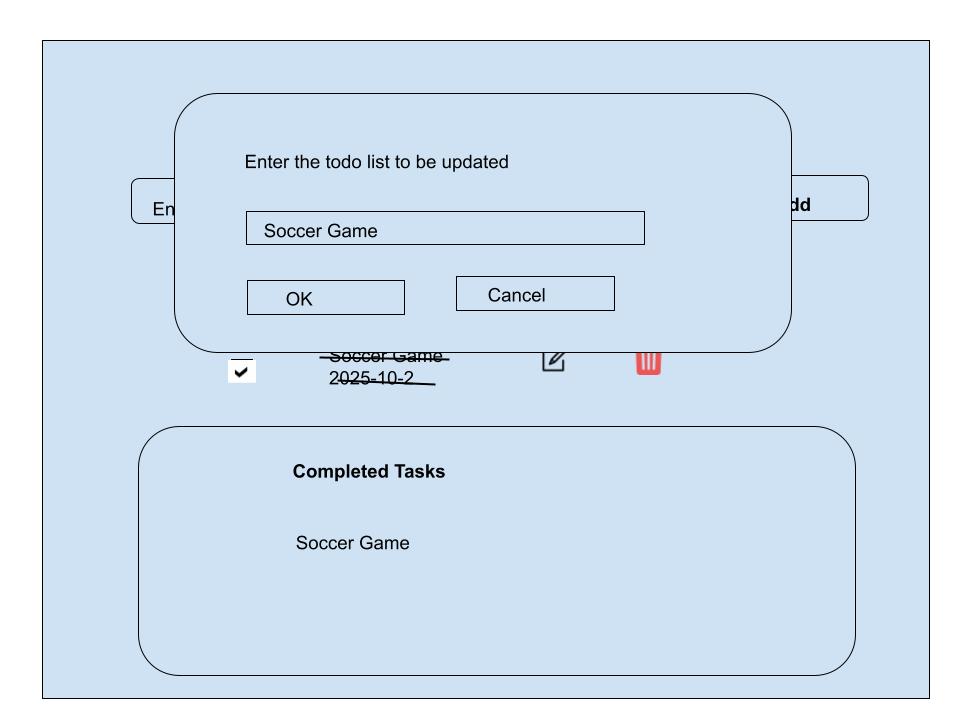 Enter the todo list to be updated
En
dd
Soccer Game
OK
Cancel
Soccer Game
2025-10-2
Completed Tasks
Soccer Game